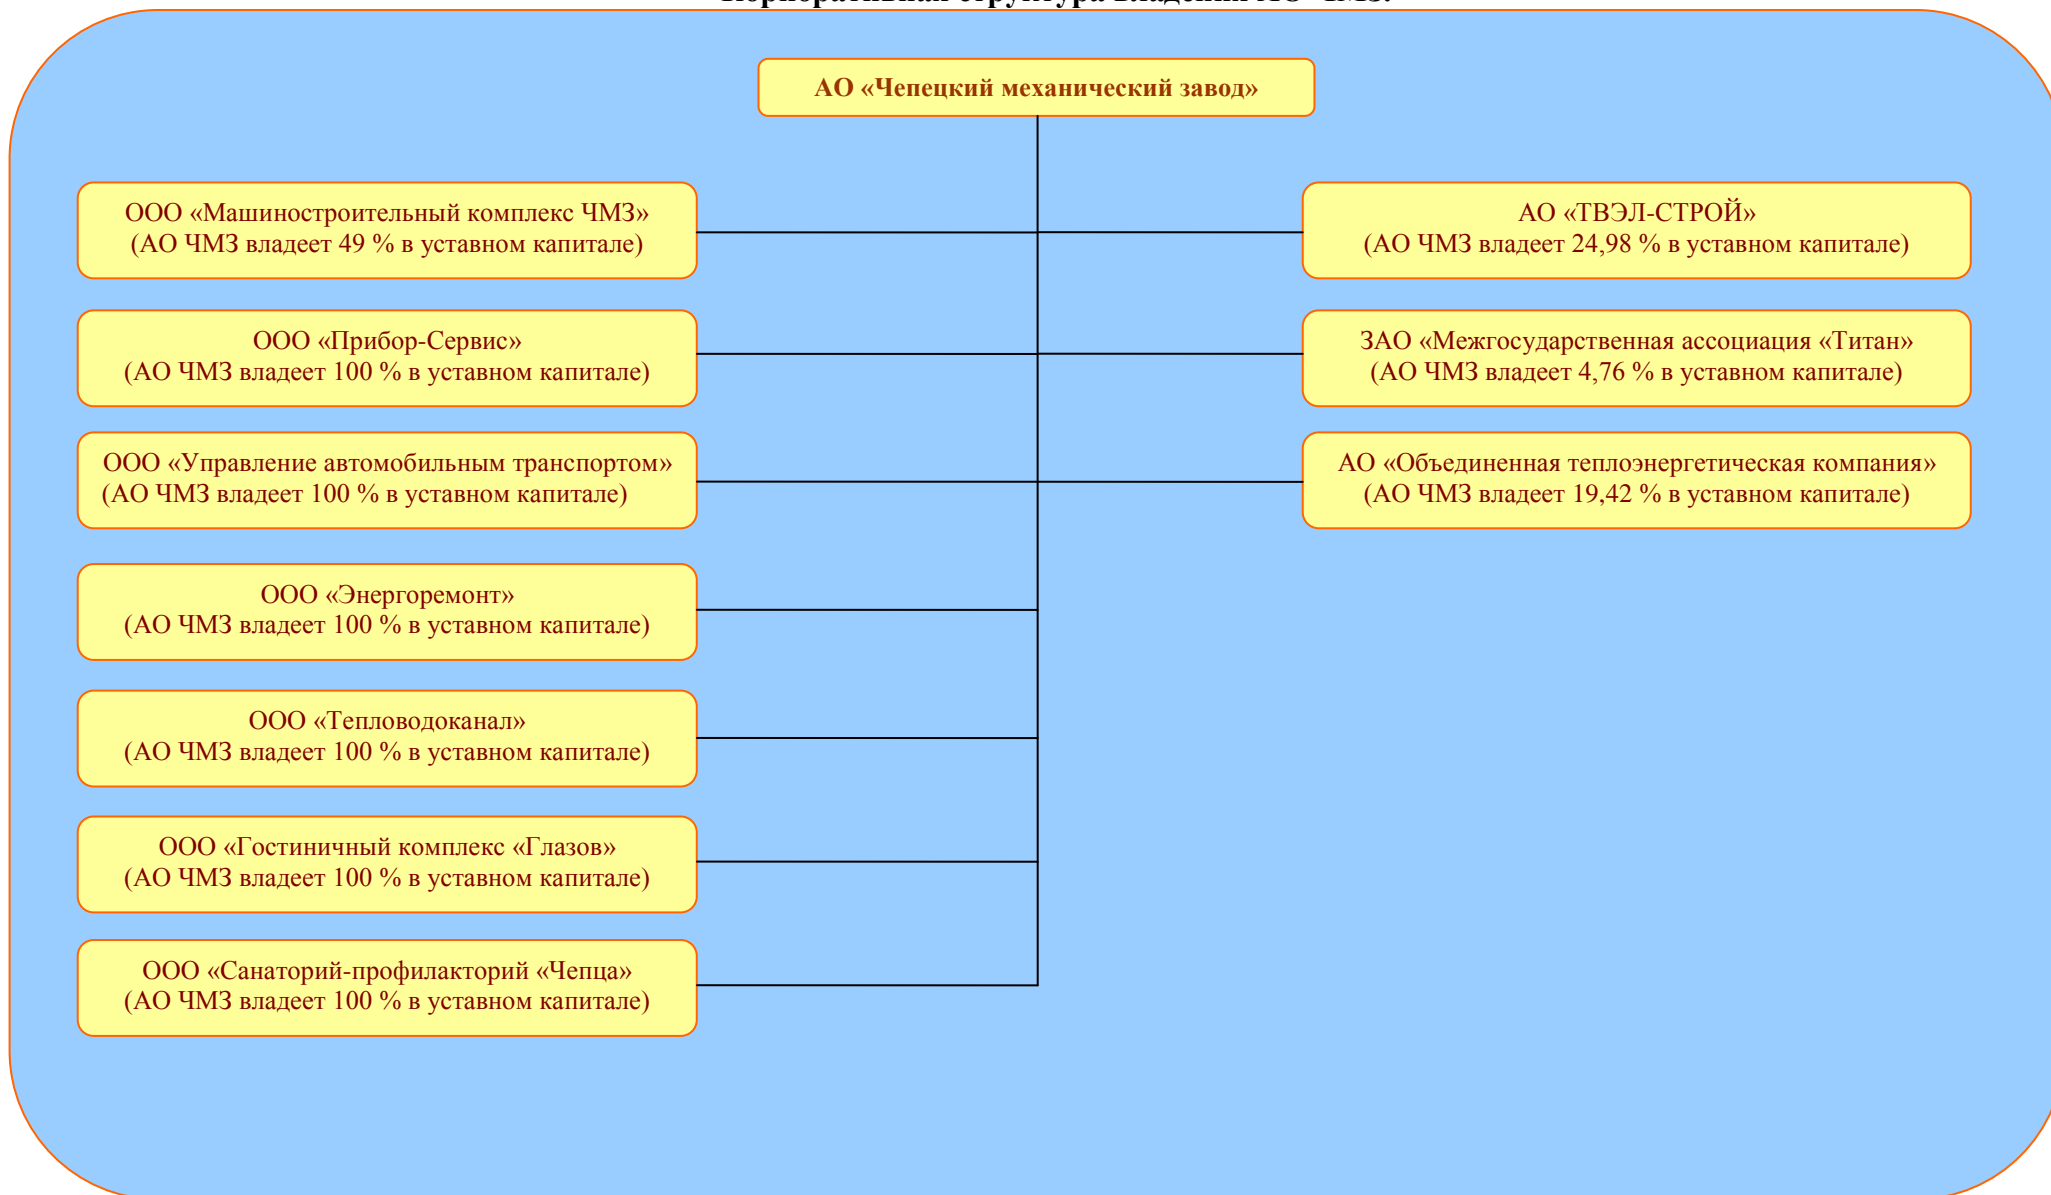 Корпоративная структура владения АО ЧМЗ.
АО «Чепецкий механический завод»
ООО «Машиностроительный комплекс ЧМЗ»
(АО ЧМЗ владеет 49 % в уставном капитале)
ООО «Прибор-Сервис»
(АО ЧМЗ владеет 100 % в уставном капитале)
ООО «Управление автомобильным транспортом»
(АО ЧМЗ владеет 100 % в уставном капитале)
ООО «Энергоремонт»
(АО ЧМЗ владеет 100 % в уставном капитале)
ООО «Тепловодоканал»
(АО ЧМЗ владеет 100 % в уставном капитале)
ООО «Гостиничный комплекс «Глазов»
(АО ЧМЗ владеет 100 % в уставном капитале)
ООО «Санаторий-профилакторий «Чепца»
(АО ЧМЗ владеет 100 % в уставном капитале)
АО «ТВЭЛ-СТРОЙ»
(АО ЧМЗ владеет 24,98 % в уставном капитале)
ЗАО «Межгосударственная ассоциация «Титан»
(АО ЧМЗ владеет 4,76 % в уставном капитале)
АО «Объединенная теплоэнергетическая компания»
(АО ЧМЗ владеет 19,42 % в уставном капитале)